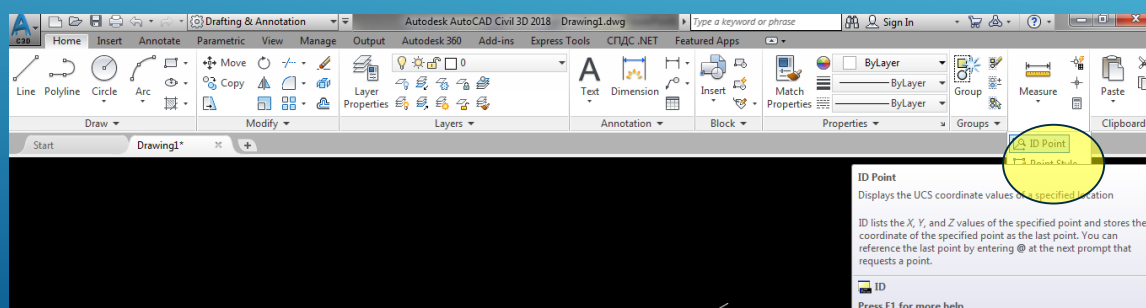 Drafting & Annotation
Autodesk AutoCAD Civil 3D 2018 Drawing1.dwg
Type a keyword or phrase
Sign In
C3D
Home Insert Annotate Parametric View Manage Output Autodesk 360 Add-ins Express Tools СПДС .NET Featured Apps
Move
0
ByLayer
Copy
ByLayer
Line Polyline Circle Arc
Layer Properties
Text Dimension
Insert
Match Properties
ByLayer
Group
Measure
Paste
Draw
Modify
Layers
Annotation
Block
Properties
Groups
Clipboard
Start
Drawing1*
ID Point
Point Style
ID Point
Displays the UCS coordinate values of a specified location
ID lists the X, Y, and Z values of the specified point and stores the
coordinate of the specified point as the last point. You can
reference the last point by entering @ at the next prompt that
requests a point.
ID
Press F1 for more help